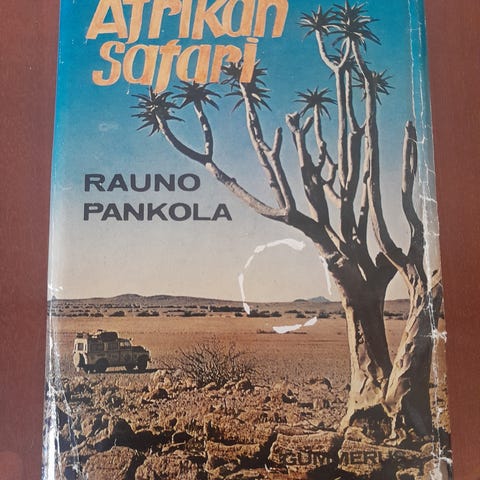 Afrikan
Safari
RAUNO
PANKOLA
GUMMERUS